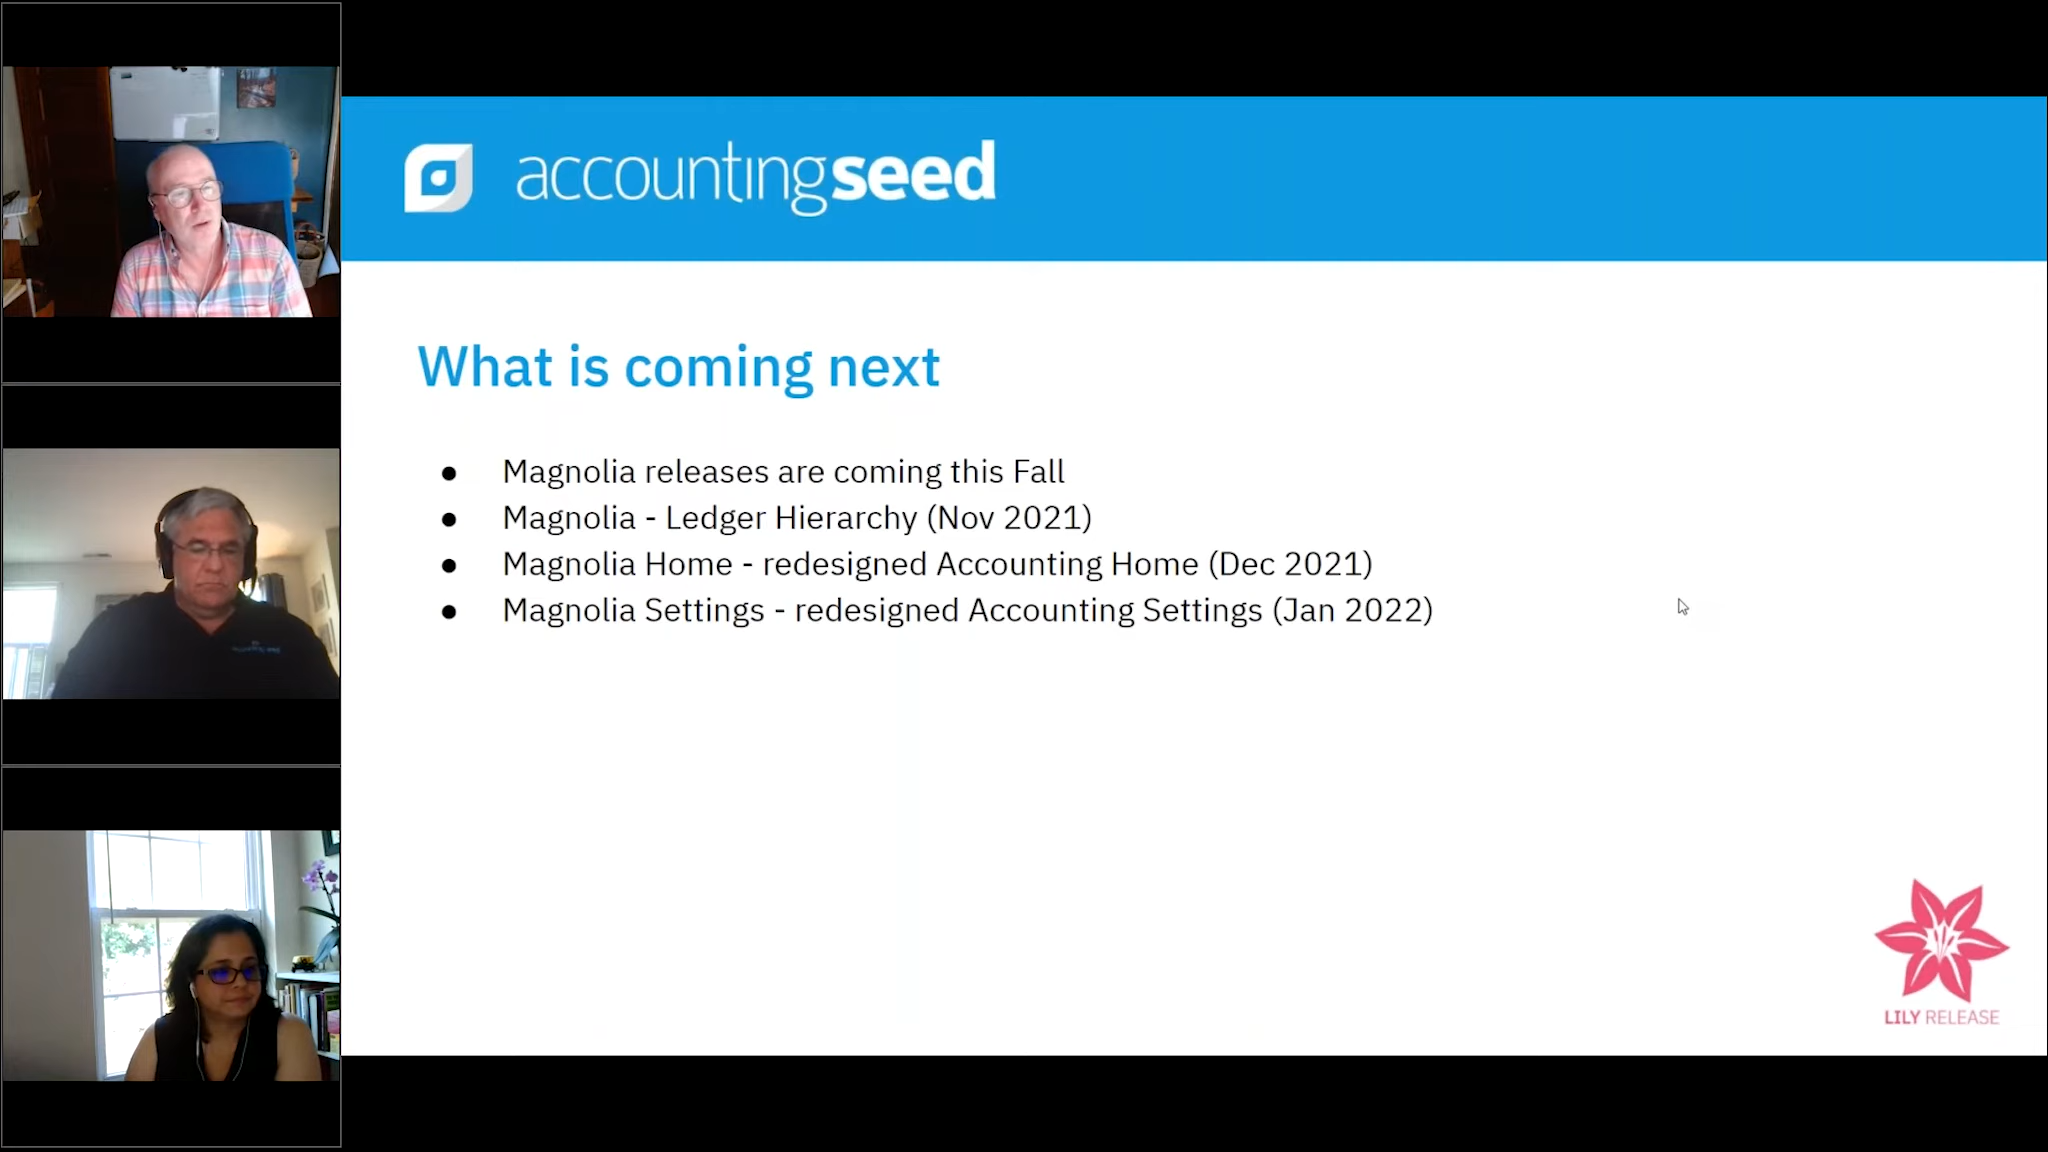 accountingseed
What is coming next
● Magnolia releases are coming this Fall
● Magnolia - Ledger Hierarchy (Nov 2021)
● Magnolia Home - redesigned Accounting Home (Dec 2021)
● Magnolia Settings - redesigned Accounting Settings (Jan 2022)
LILY RELEASE